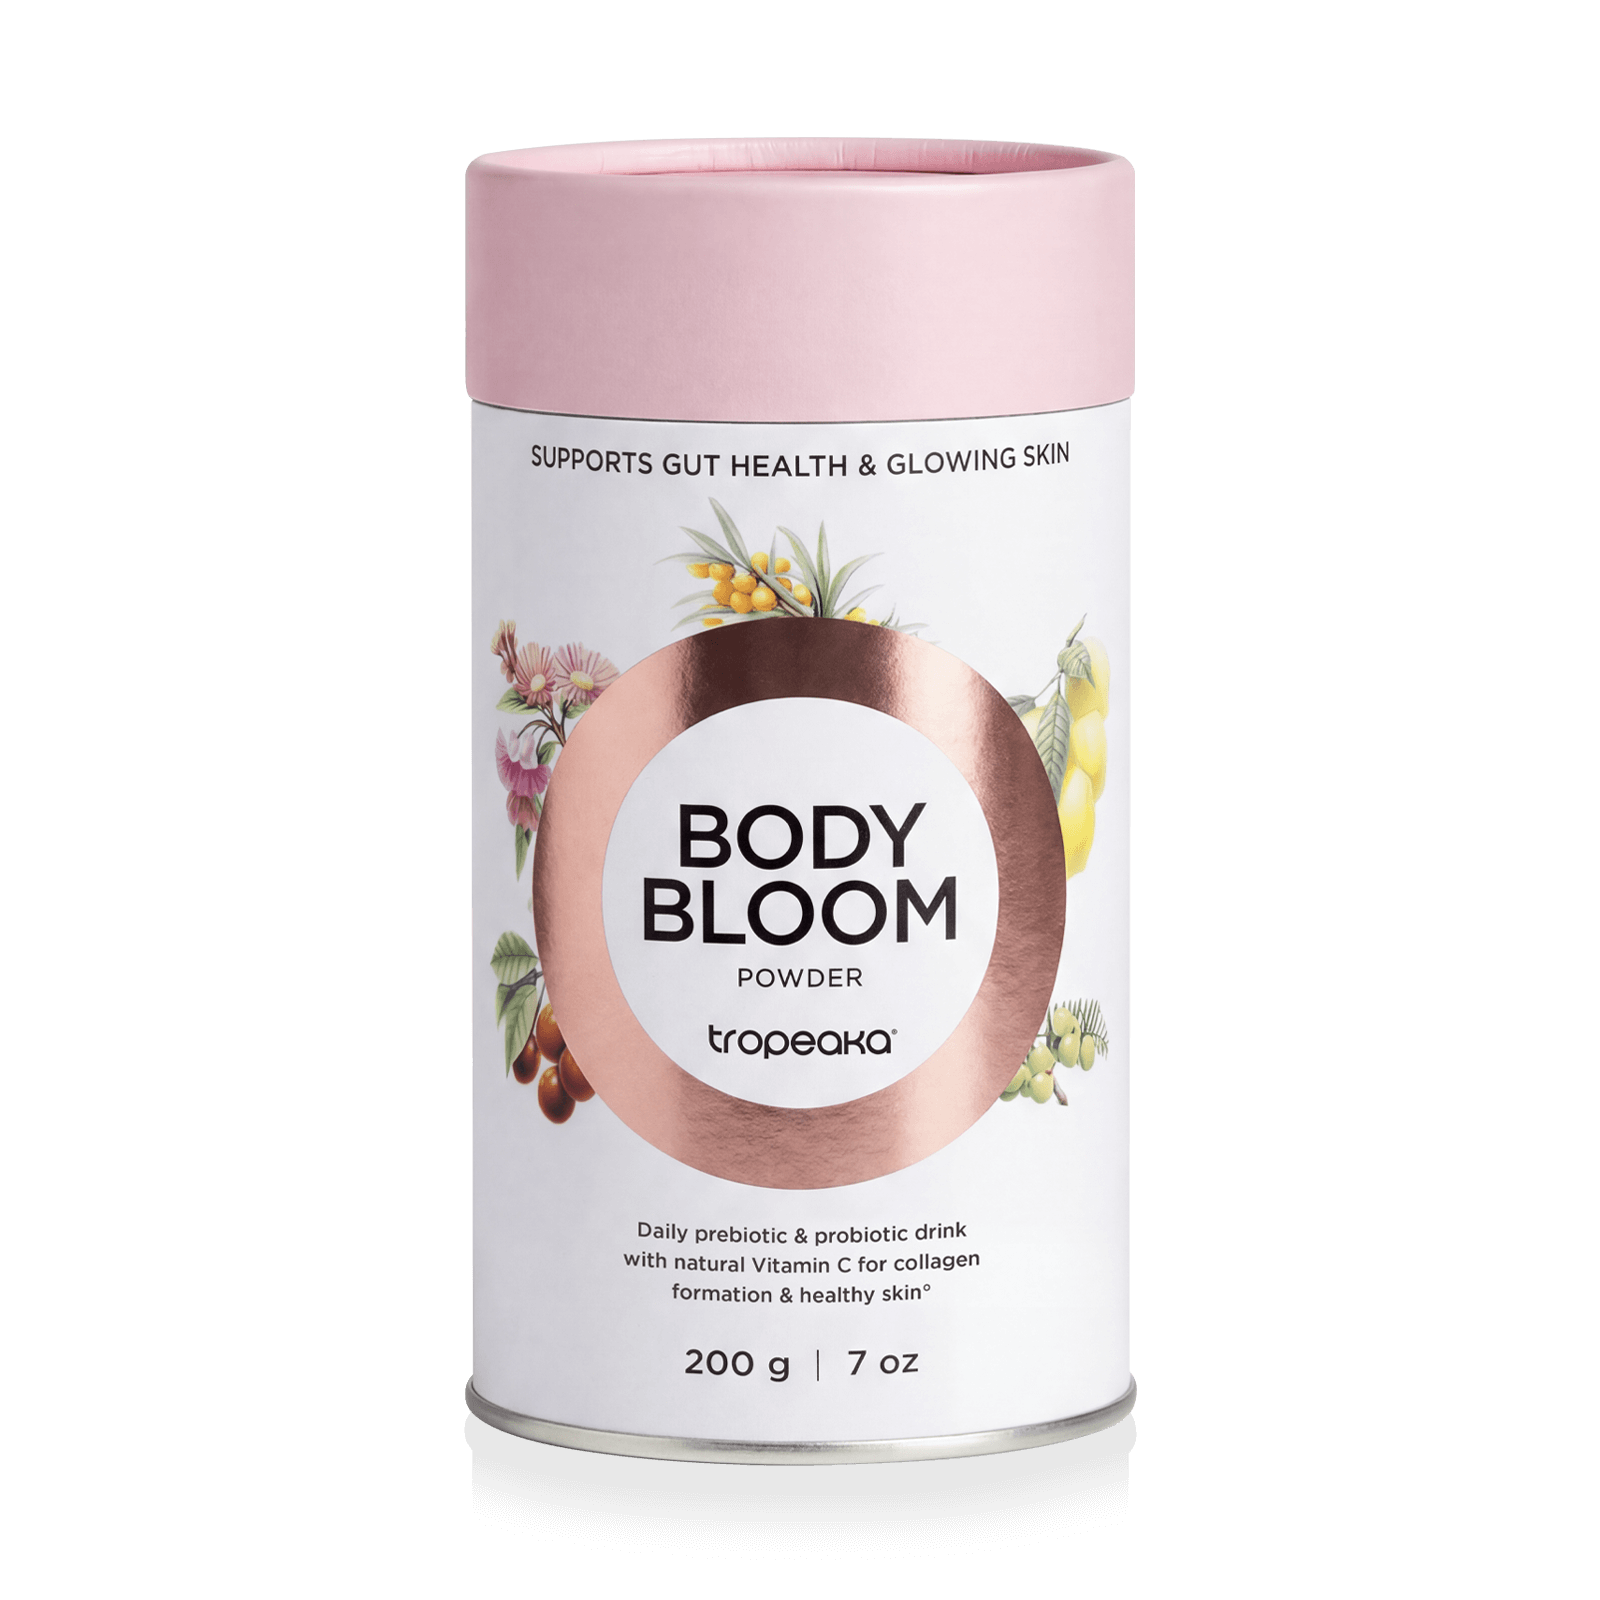 SUPPORTS GUT HEALTH & GLOWING SKIN
BODY
BLOOM
POWDER
tropeaka®
Daily prebiotic & probiotic drink
with natural Vitamin C for collagen
formation & healthy skin°
200 g | 7 oz